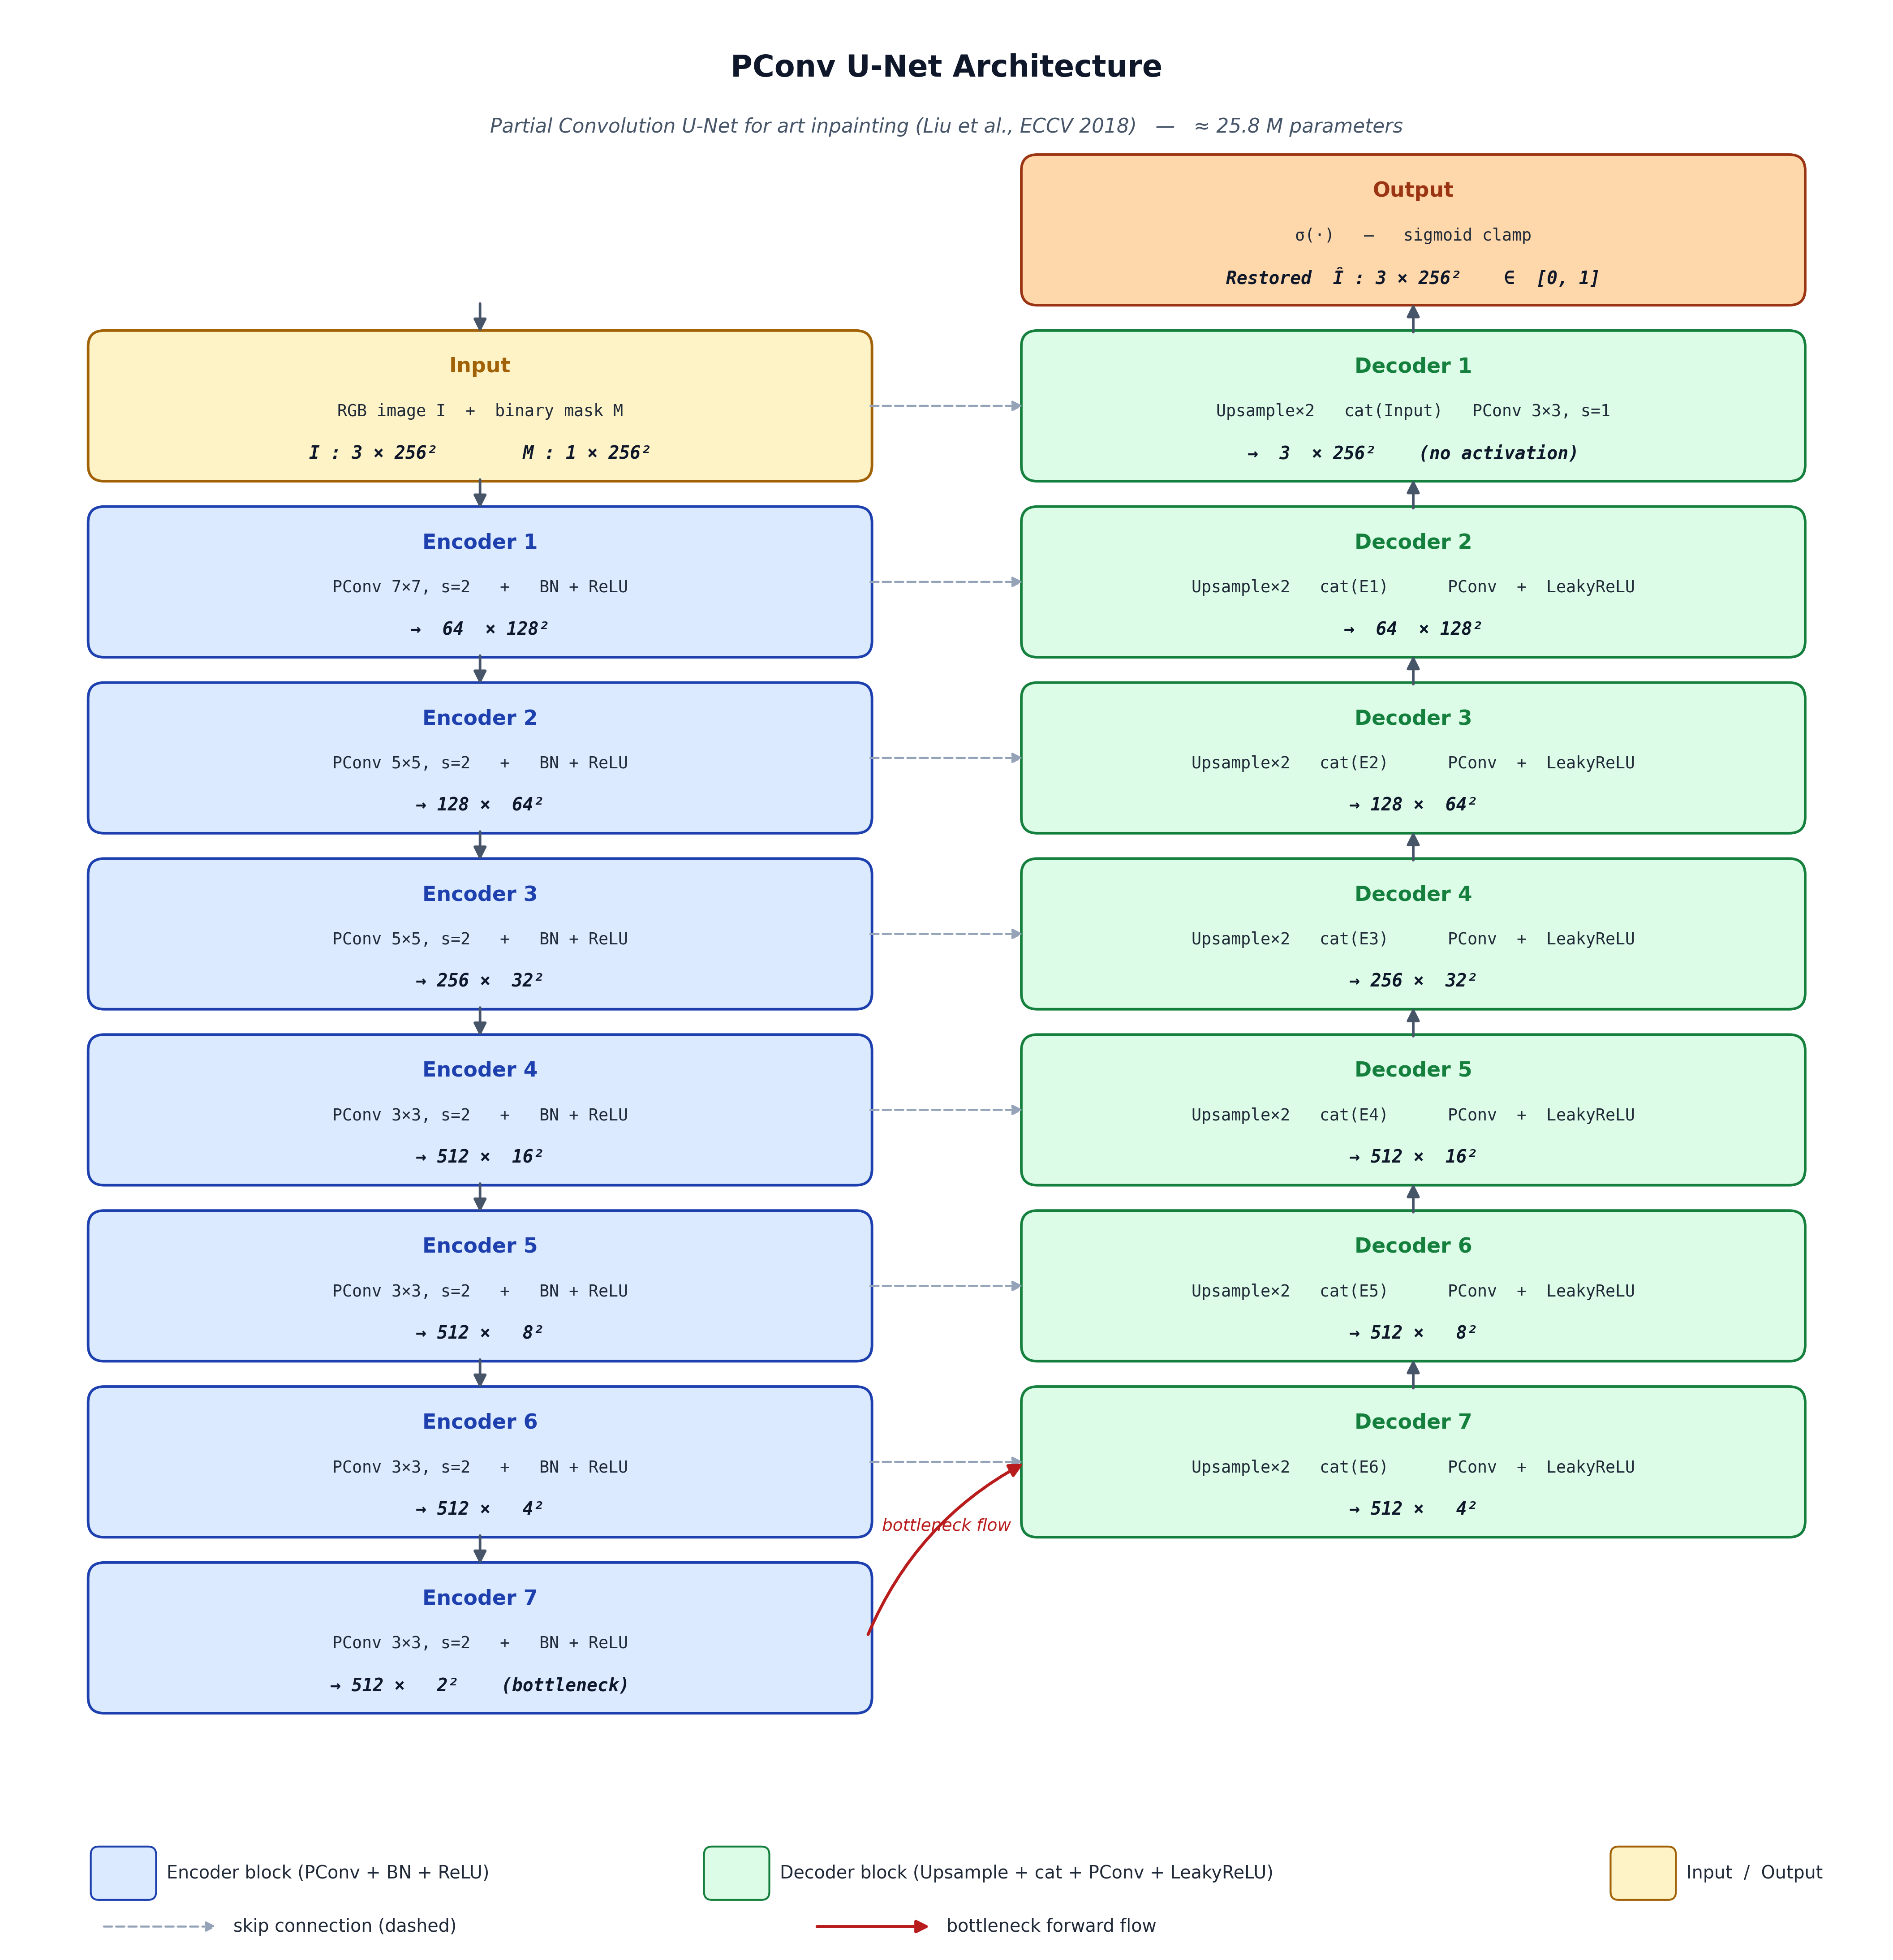 PConv U-Net Architecture
Partial Convolution U-Net for art inpainting (Liu et al., ECCV 2018) — ≈ 25.8 M parameters
Output
σ(·) — sigmoid clamp
Restored Î : 3 × 256² ∈ [0, 1]
Input
RGB image I + binary mask M
I : 3 × 256² M : 1 × 256²
Decoder 1
Upsample×2 cat(Input) PConv 3×3, s=1
→ 3 × 256² (no activation)
Encoder 1
PConv 7×7, s=2 + BN + ReLU
→ 64 × 128²
Decoder 2
Upsample×2 cat(E1) PConv + LeakyReLU
→ 64 × 128²
Encoder 2
PConv 5×5, s=2 + BN + ReLU
→ 128 × 64²
Decoder 3
Upsample×2 cat(E2) PConv + LeakyReLU
→ 128 × 64²
Encoder 3
PConv 5×5, s=2 + BN + ReLU
→ 256 × 32²
Decoder 4
Upsample×2 cat(E3) PConv + LeakyReLU
→ 256 × 32²
Encoder 4
PConv 3×3, s=2 + BN + ReLU
→ 512 × 16²
Decoder 5
Upsample×2 cat(E4) PConv + LeakyReLU
→ 512 × 16²
Encoder 5
PConv 3×3, s=2 + BN + ReLU
→ 512 × 8²
Decoder 6
Upsample×2 cat(E5) PConv + LeakyReLU
→ 512 × 8²
Encoder 6
PConv 3×3, s=2 + BN + ReLU
→ 512 × 4²
Decoder 7
Upsample×2 cat(E6) PConv + LeakyReLU
→ 512 × 4²
bottleneck flow
Encoder 7
PConv 3×3, s=2 + BN + ReLU
→ 512 × 2² (bottleneck)
Encoder block (PConv + BN + ReLU)
Decoder block (Upsample + cat + PConv + LeakyReLU)
Input / Output
skip connection (dashed)
bottleneck forward flow